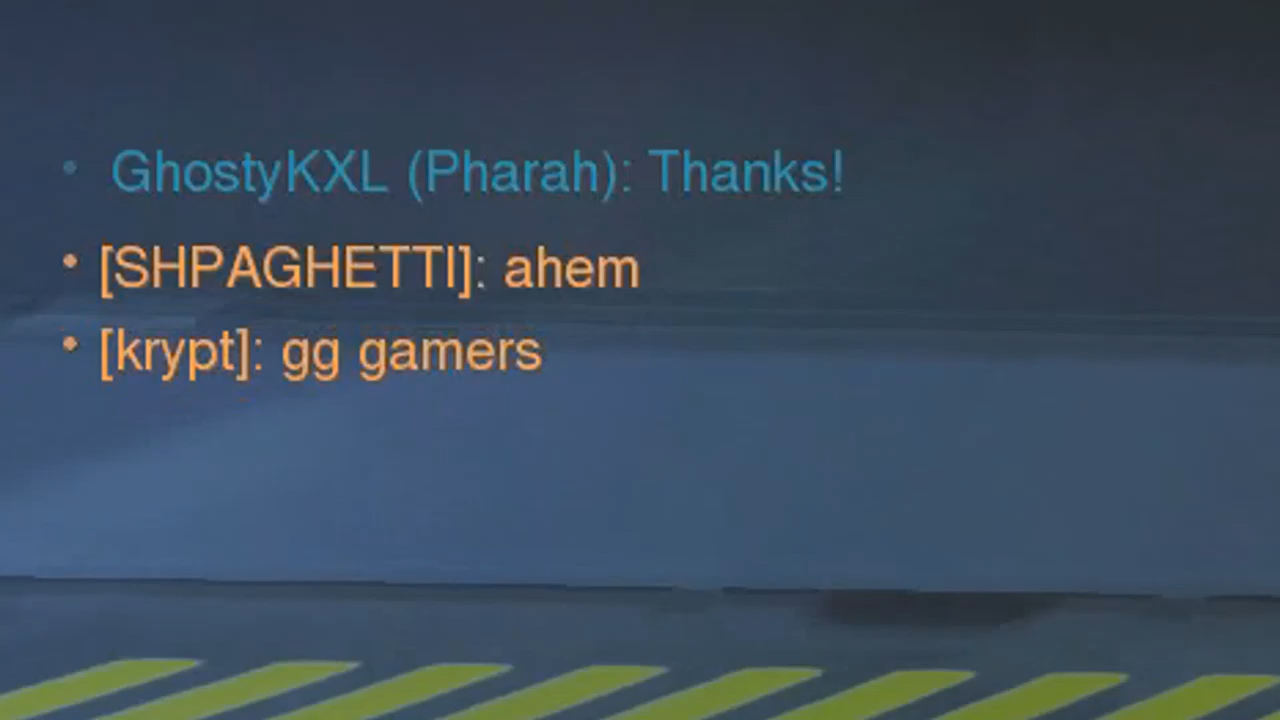 • GhostyKXL (Pharah): Thanks!
• [SHPAGHETTI]: ahem
• [krypt]: gg gamers